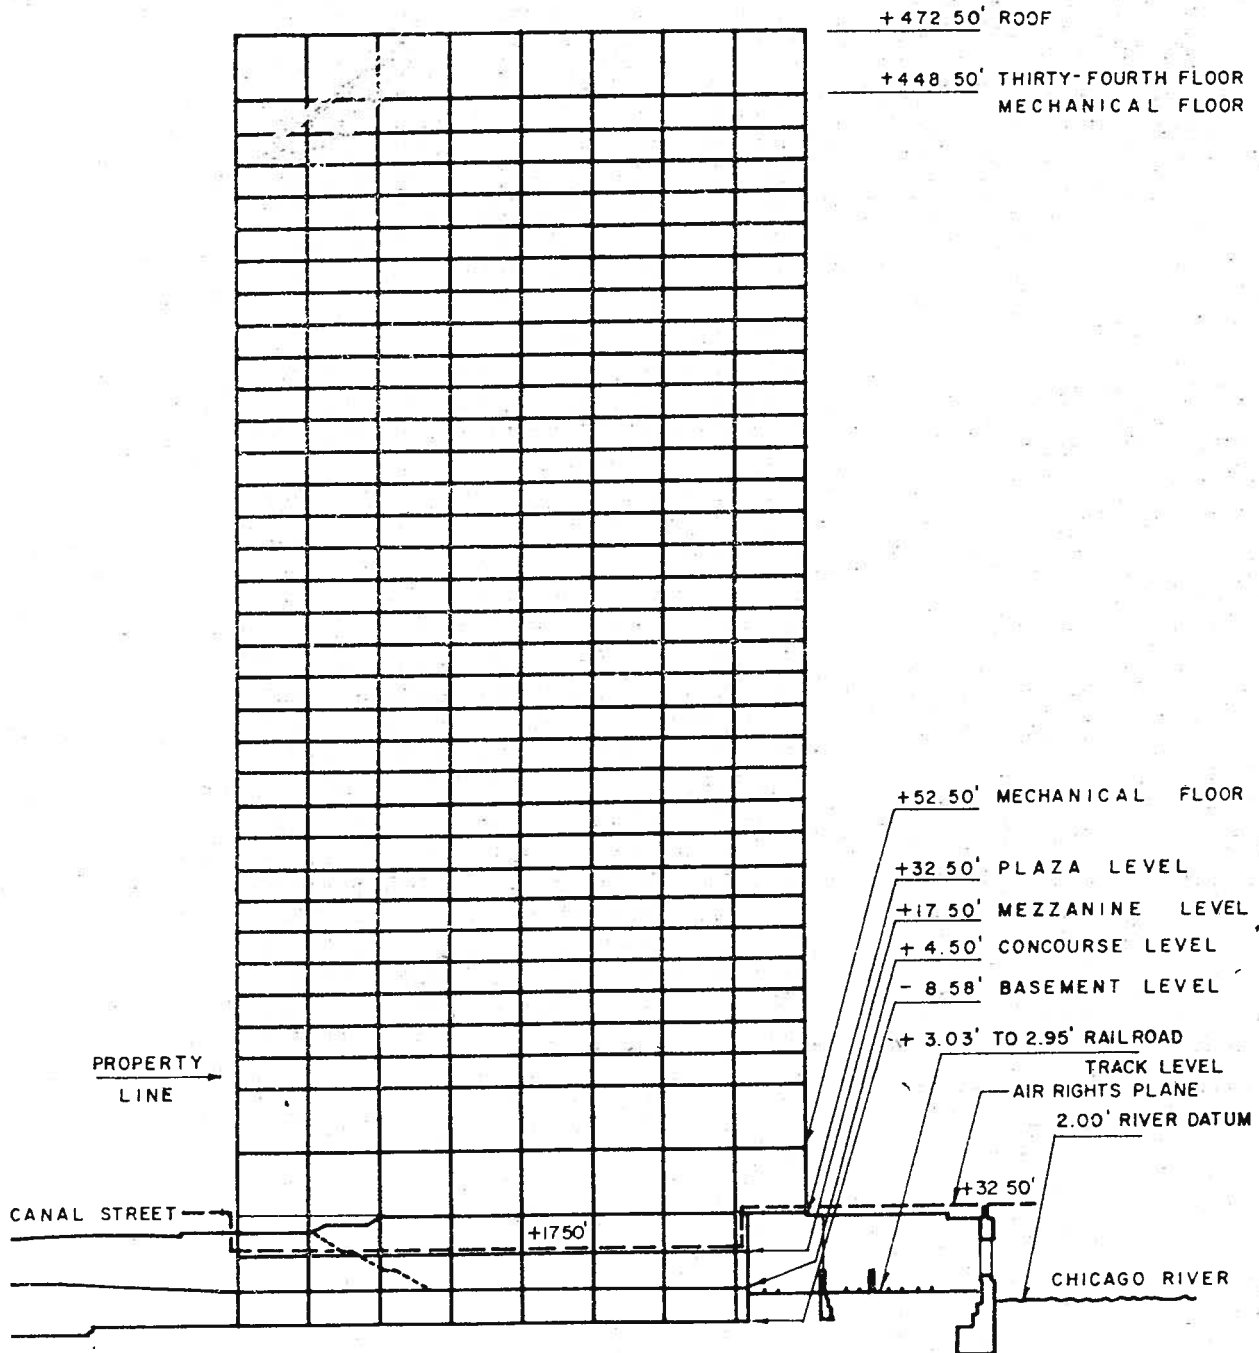 +472 50' ROOF
+448.50' THIRTY-FOURTH FLOOR
MECHANICAL FLOOR
+52.50' MECHANICAL FLOOR
+32.50' PLAZA LEVEL
+17.50' MEZZANINE LEVEL
+ 4.50' CONCOURSE LEVEL
- 8.58' BASEMENT LEVEL
+ 3.03' TO 2.95' RAILROAD
TRACK LEVEL
PROPERTY
LINE
AIR RIGHTS PLANE
2.00' RIVER DATUM
+32 50'
CANAL STREET
+1750'
CHICAGO RIVER